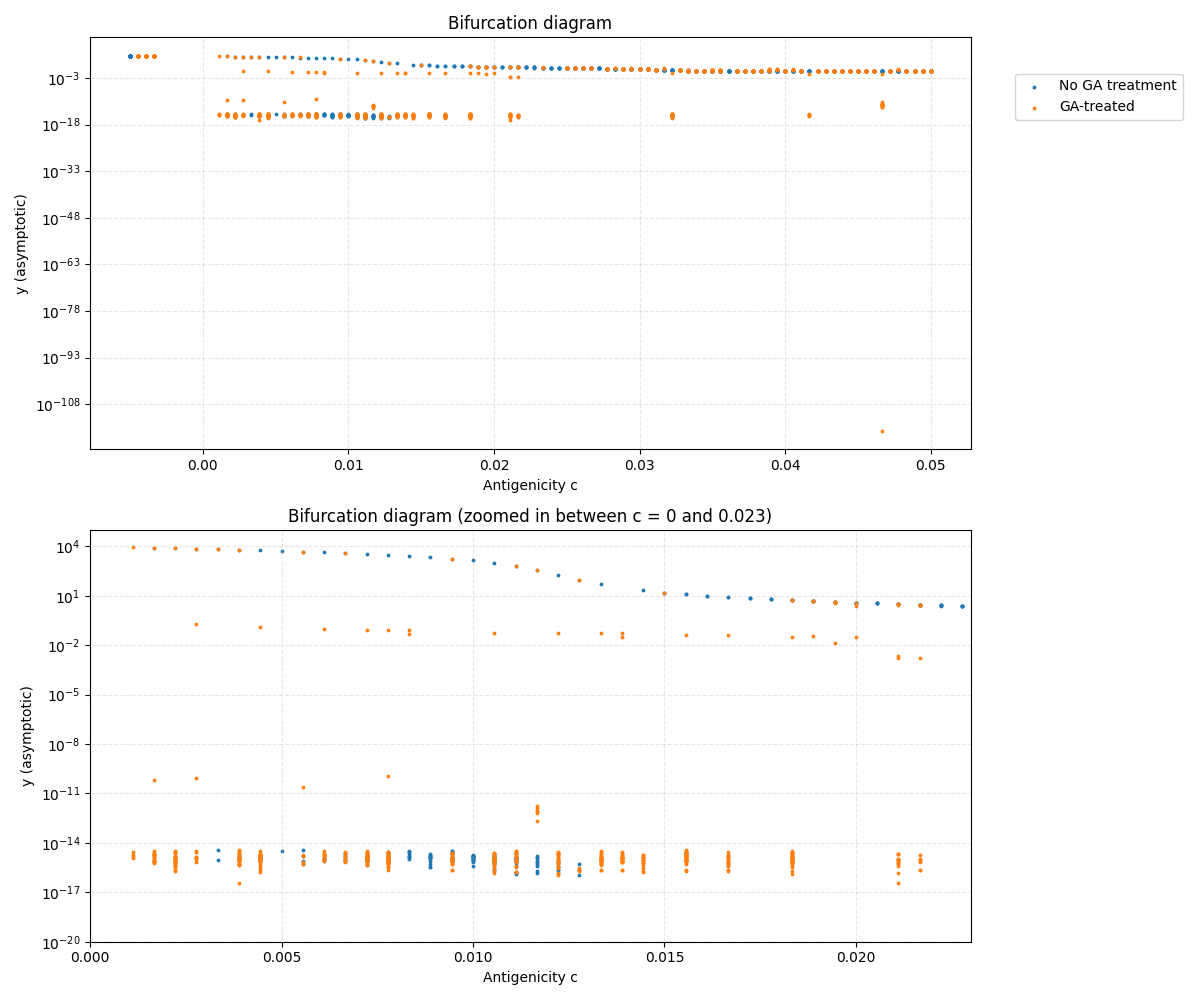 Bifurcation diagram
10^-3
10^-18
10^-33
10^-48
10^-63
10^-78
10^-93
10^-108
y (asymptotic)
0.00 0.01 0.02 0.03 0.04 0.05
Antigenicity c
No GA treatment
GA-treated
Bifurcation diagram (zoomed in between c = 0 and 0.023)
10^4
10^1
10^-2
10^-5
10^-8
10^-11
10^-14
10^-17
10^-20
y (asymptotic)
0.000 0.005 0.010 0.015 0.020
Antigenicity c